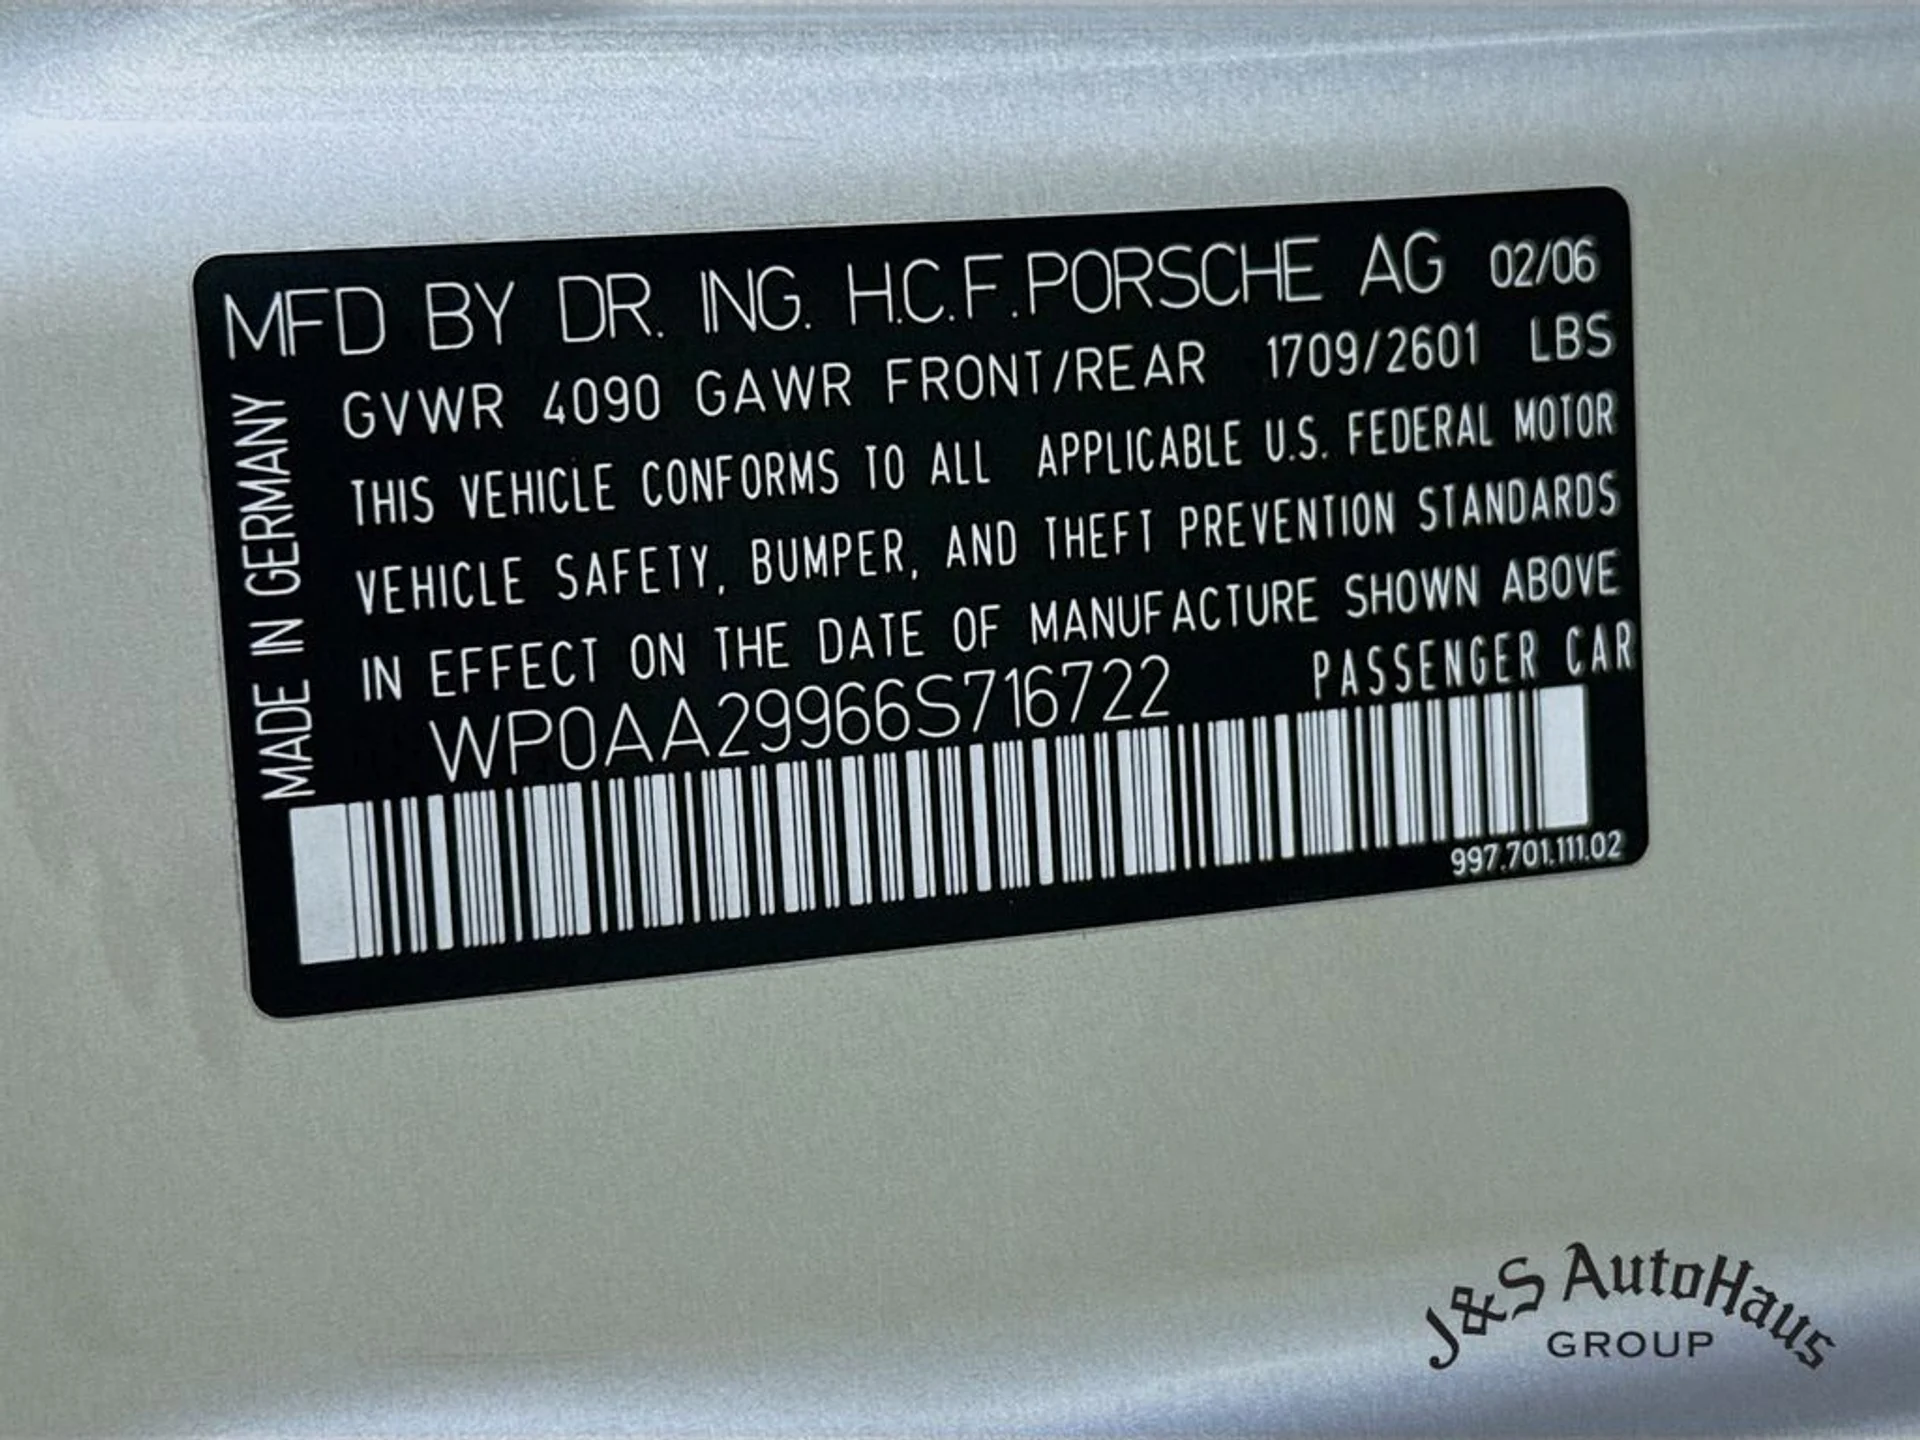 MFD BY DR. ING. H.C.F.PORSCHE AG 02/06
GVWR 4090 GAWR FRONT/REAR 1709/2601 LBS
THIS VEHICLE CONFORMS TO ALL APPLICABLE U.S. FEDERAL MOTOR
VEHICLE SAFETY, BUMPER, AND THEFT PREVENTION STANDARDS
IN EFFECT ON THE DATE OF MANUFACTURE SHOWN ABOVE
WP0AA29966S716722 PASSENGER CAR
MADE IN GERMANY
997.701.111.02
J&S AutoHaus
GROUP